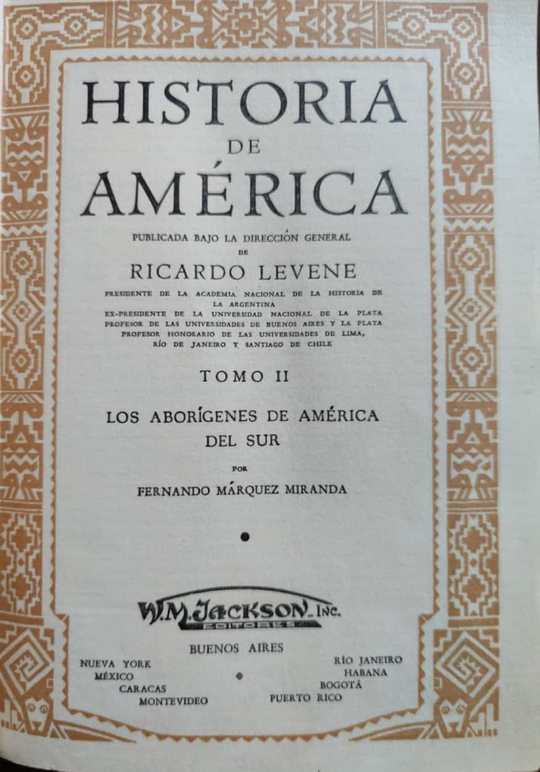 HISTORIA
DE
AMÉRICA
PUBLICADA BAJO LA DIRECCIÓN GENERAL
DE
RICARDO LEVENE
PRESIDENTE DE LA ACADEMIA NACIONAL DE LA HISTORIA DE
LA ARGENTINA
EX-PRESIDENTE DE LA UNIVERSIDAD NACIONAL DE LA PLATA
PROFESOR DE LAS UNIVERSIDADES DE BUENOS AIRES Y LA PLATA
PROFESOR HONORARIO DE LAS UNIVERSIDADES DE LIMA,
RÍO DE JANEIRO Y SANTIAGO DE CHILE
TOMO II
LOS ABORÍGENES DE AMÉRICA
DEL SUR
POR
FERNANDO MÁRQUEZ MIRANDA
W.M. JACKSON, INC.
EDITORES
BUENOS AIRES
NUEVA YORK
MÉXICO
CARACAS
MONTEVIDEO
RÍO JANEIRO
HABANA
BOGOTÁ
PUERTO RICO